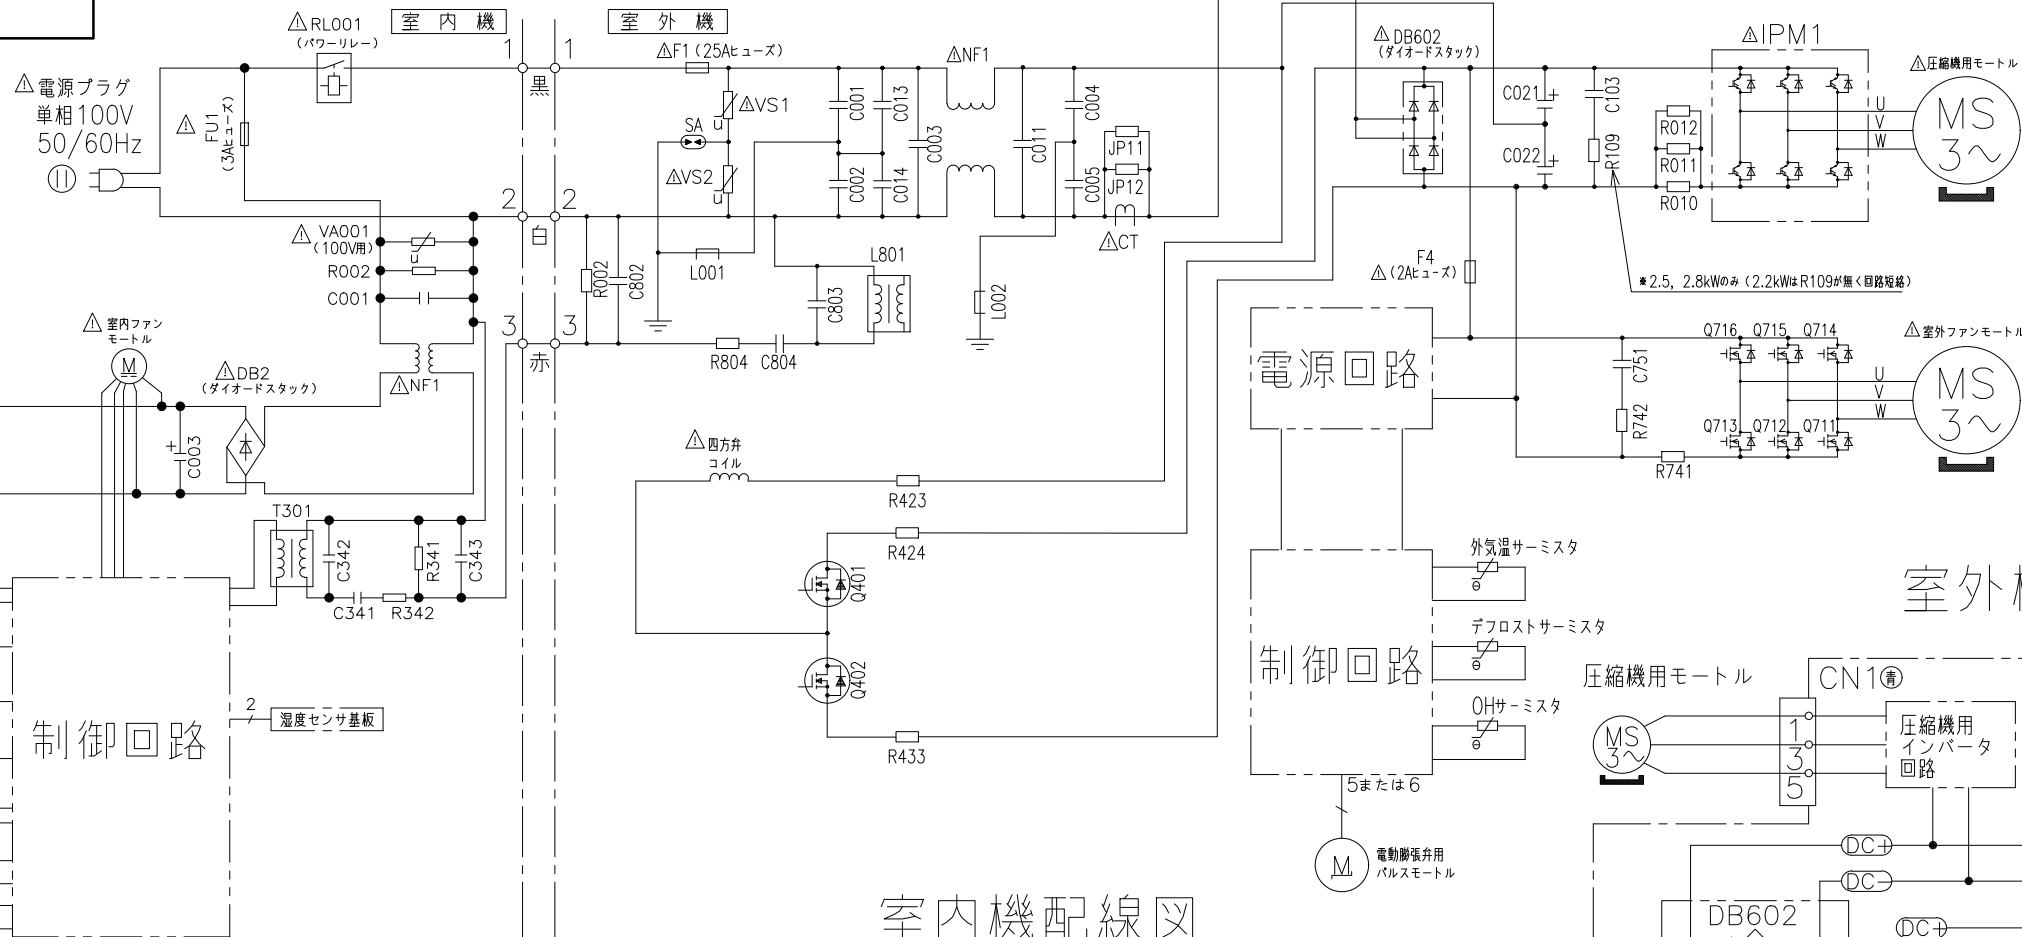 ⚠ RL001
(パワーリレー)
室内機
室外機
⚠ 電源プラグ
単相100V
50/60Hz
⚠ FU1
(3Aヒューズ)
1
1
黒
2
2
白
3
3
赤
⚠ VA001
(100V用)
u
R002
C001
⚠NF1
⚠ 室内ファン
モートル
M
⚠DB2
(ダイオードスタック)
+
C003
T301
C342
R341
C343
C341
R342
制御回路
2
湿度センサ基板
⚠F1 (25Aヒューズ)
⚠VS1
u
SA
⚠VS2
u
C001
C013
C003
C002
C014
⚠NF1
C011
C004
C005
JP11
JP12
⚠CT
R002
C802
L001
L801
C803
L002
R804
C804
⚠ 四方弁
コイル
R423
R424
Q401
Q402
R433
⚠ DB602
(ダイオードスタック)
C021 +
C022 +
C103
R109
R012
R011
R010
⚠IPM1
U
V
W
⚠圧縮機用モートル
MS
3~
F4
⚠(2Aヒューズ)
*2.5, 2.8kWのみ (2.2kWはR109が無く回路短絡)
電源回路
C751
R742
R741
Q716 Q715 Q714
Q713 Q712 Q711
U
V
W
⚠室外ファンモートル
MS
3~
制御回路
外気温サーミスタ
θ
デフロストサーミスタ
θ
OHサーミスタ
θ
5または6
M
電動膨張弁用
パルスモートル
室外
圧縮機用モートル
MS
3~
CN1 青
1
3
5
圧縮機用
インバータ
回路
DC+
DC-
DB602
DC+
室内機配線図